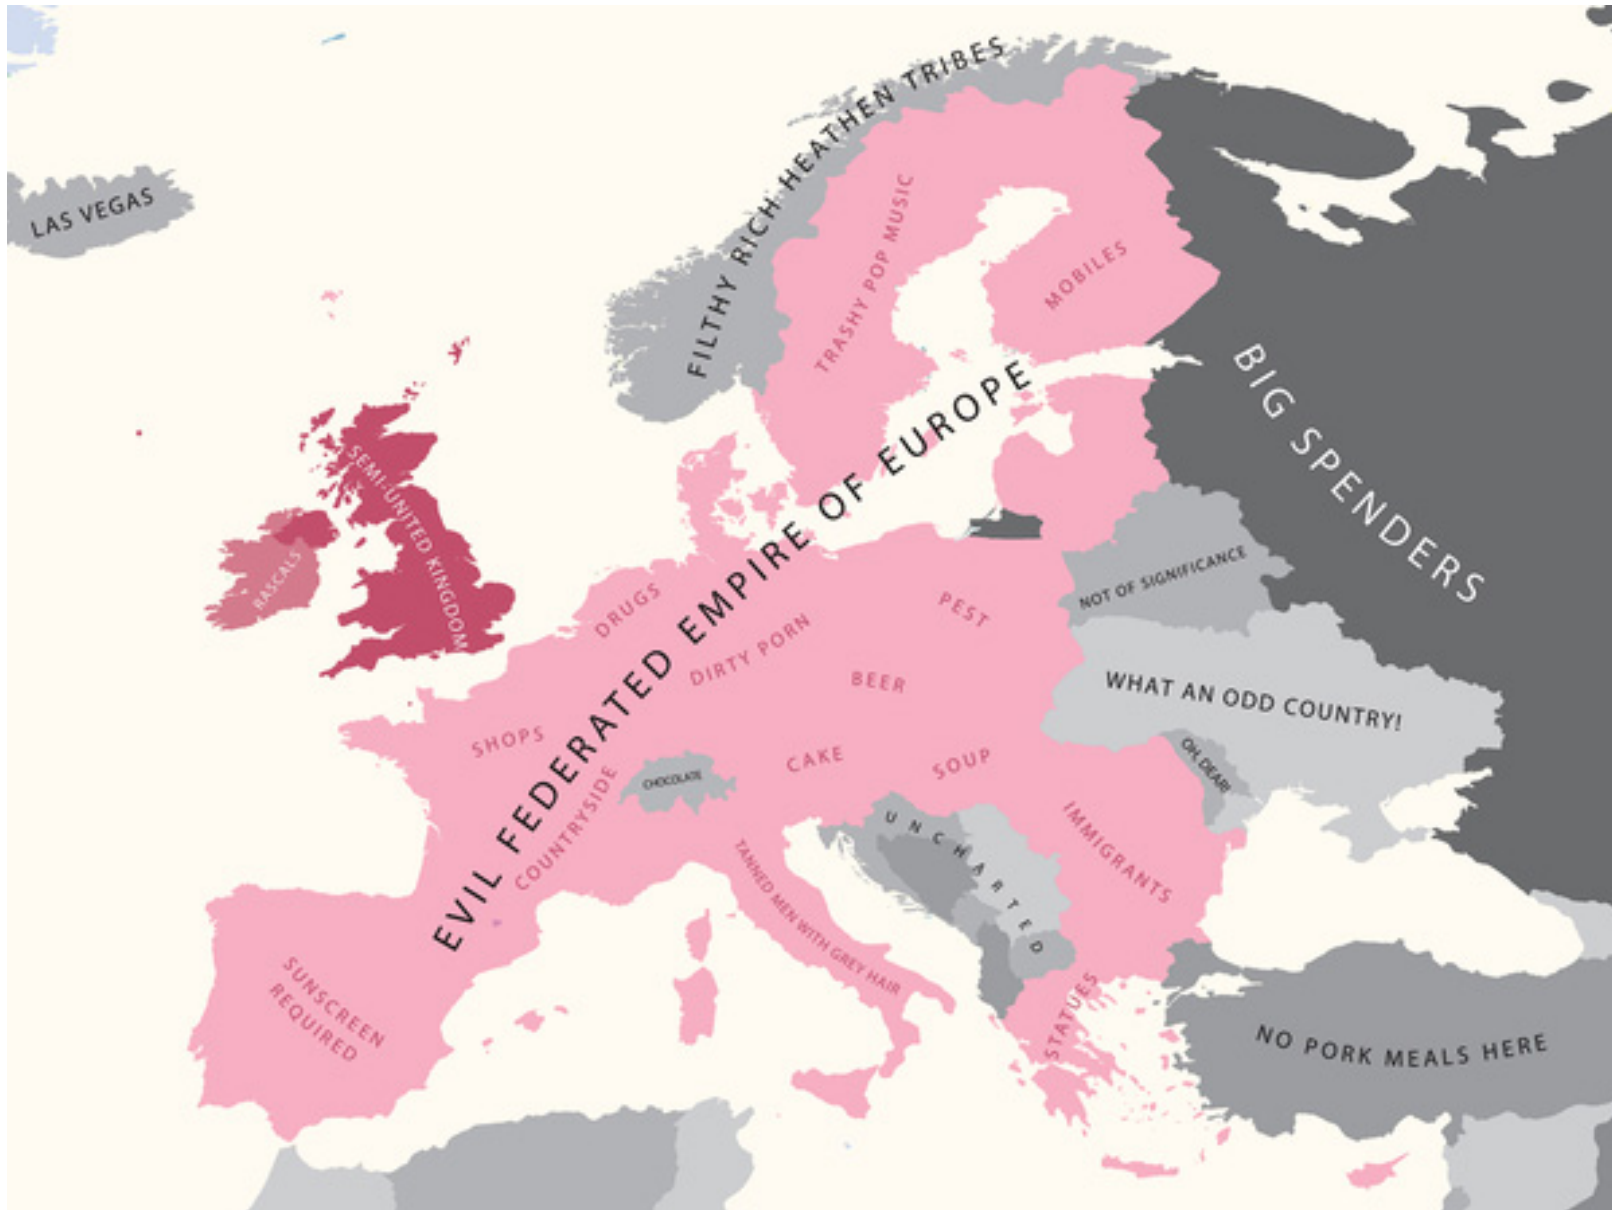 FILTHY RICH HEATHEN TRIBES
LAS VEGAS
TRASHY POP MUSIC
MOBILES
BIG SPENDERS
EVIL FEDERATED EMPIRE OF EUROPE
SEMI-UNITED KINGDOM
RASCALS
NOT OF SIGNIFICANCE
DRUGS
DIRTY PORN
PEST
BEER
WHAT AN ODD COUNTRY!
SHOPS
COUNTRYSIDE
CHOCOLATE
CAKE
SOUP
OH, DEAR!
UNCHARTED
IMMIGRANTS
TANNED MEN WITH GREY HAIR
SUNSCREEN
REQUIRED
STATUES
NO PORK MEALS HERE